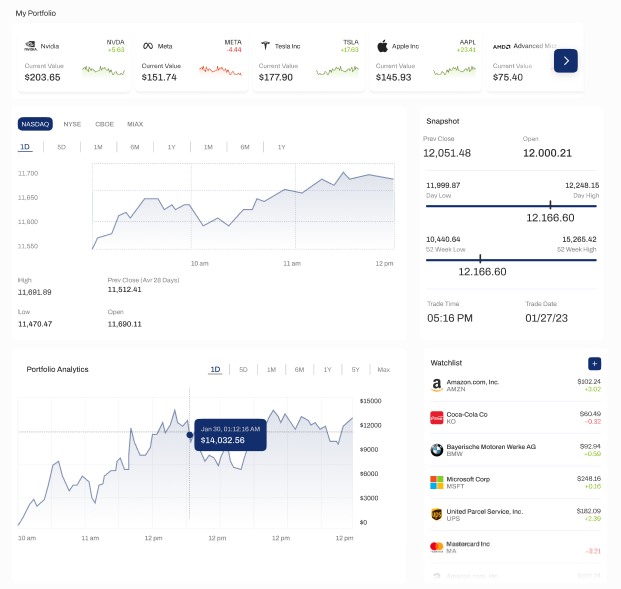 My Portfolio
Nvidia
NVDA
+5.63
Current Value
$203.65
Meta
META
-4.44
Current Value
$151.74
Tesla Inc
TSLA
+17.63
Current Value
$177.90
Apple Inc
AAPL
+23.41
Current Value
$145.93
AMD
Advanced
Current Value
$75.40
NASDAQ NYSE CBOE MIAX
1D 5D 1M 6M 1Y 1M 6M 1Y
11,700
11,650
11,600
11,550
10 am 11 am 12 pm
High
11,691.89
Prev Close (Avr 28 Days)
11,512.41
Low
11,470.47
Open
11,690.11
Snapshot
Prev Close
12,051.48
Open
12.000.21
11,999.87
Day Low
12,248.15
Day High
12.166.60
10,440.64
52 Week Low
15,265.42
52 Week High
12.166.60
Trade Time
05:16 PM
Trade Date
01/27/23
Portfolio Analytics
1D 5D 1M 6M 1Y 5Y Max
$15000
$12000
$9000
$6000
$3000
$0
Jan 30, 01:12:16 AM
$14,032.56
10 am 11 am 12 pm 12 pm 12 pm 12 pm
Watchlist
+
Amazon.com, Inc.
AMZN
$102.24
+3.02
Coca-Cola Co
KO
$60.49
-0.32
Bayerische Motoren Werke AG
BMW
$92.94
+0.59
Microsoft Corp
MSFT
$248.16
+0.16
ups
United Parcel Service, Inc.
UPS
$182.09
+2.39
Mastercard Inc
MA
-3.21